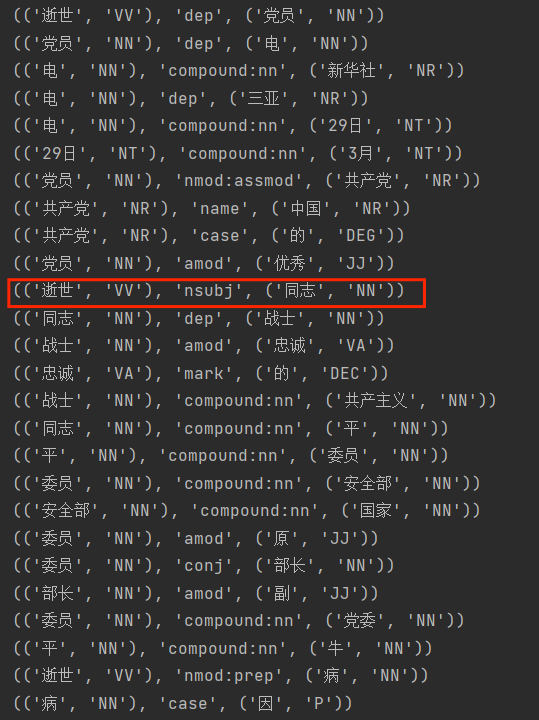 (('逝世', 'VV'), 'dep', ('党员', 'NN'))
(('党员', 'NN'), 'dep', ('电', 'NN'))
(('电', 'NN'), 'compound:nn', ('新华社', 'NR'))
(('电', 'NN'), 'dep', ('三亚', 'NR'))
(('电', 'NN'), 'compound:nn', ('29日', 'NT'))
(('29日', 'NT'), 'compound:nn', ('3月', 'NT'))
(('党员', 'NN'), 'nmod:assmod', ('共产党', 'NR'))
(('共产党', 'NR'), 'name', ('中国', 'NR'))
(('共产党', 'NR'), 'case', ('的', 'DEG'))
(('党员', 'NN'), 'amod', ('优秀', 'JJ'))
(('逝世', 'VV'), 'nsubj', ('同志', 'NN'))
(('同志', 'NN'), 'dep', ('战士', 'NN'))
(('战士', 'NN'), 'amod', ('忠诚', 'VA'))
(('忠诚', 'VA'), 'mark', ('的', 'DEC'))
(('战士', 'NN'), 'compound:nn', ('共产主义', 'NN'))
(('同志', 'NN'), 'compound:nn', ('平', 'NN'))
(('平', 'NN'), 'compound:nn', ('委员', 'NN'))
(('委员', 'NN'), 'compound:nn', ('安全部', 'NN'))
(('安全部', 'NN'), 'compound:nn', ('国家', 'NN'))
(('委员', 'NN'), 'amod', ('原', 'JJ'))
(('委员', 'NN'), 'conj', ('部长', 'NN'))
(('部长', 'NN'), 'amod', ('副', 'JJ'))
(('委员', 'NN'), 'compound:nn', ('党委', 'NN'))
(('平', 'NN'), 'compound:nn', ('牛', 'NN'))
(('逝世', 'VV'), 'nmod:prep', ('病', 'NN'))
(('病', 'NN'), 'case', ('因', 'P'))